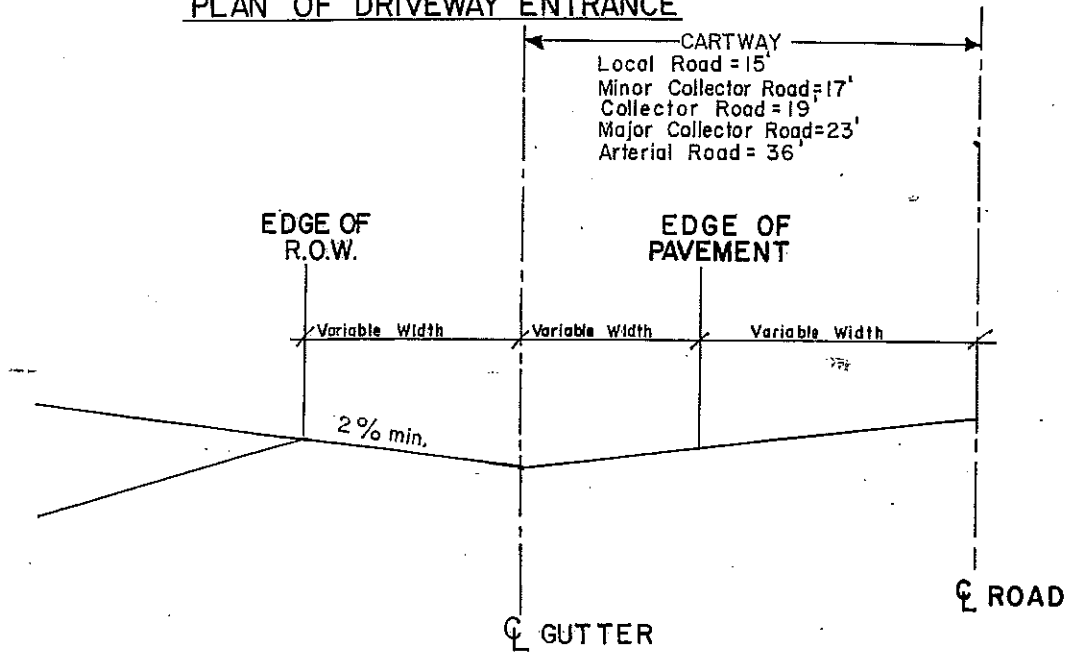 PLAN OF DRIVEWAY ENTRANCE
CARTWAY
Local Road = 15'
Minor Collector Road = 17'
Collector Road = 19'
Major Collector Road = 23'
Arterial Road = 36'
EDGE OF
R.O.W.
EDGE OF
PAVEMENT
Variable Width
Variable Width
Variable Width
2% min.
℄ ROAD
℄ GUTTER